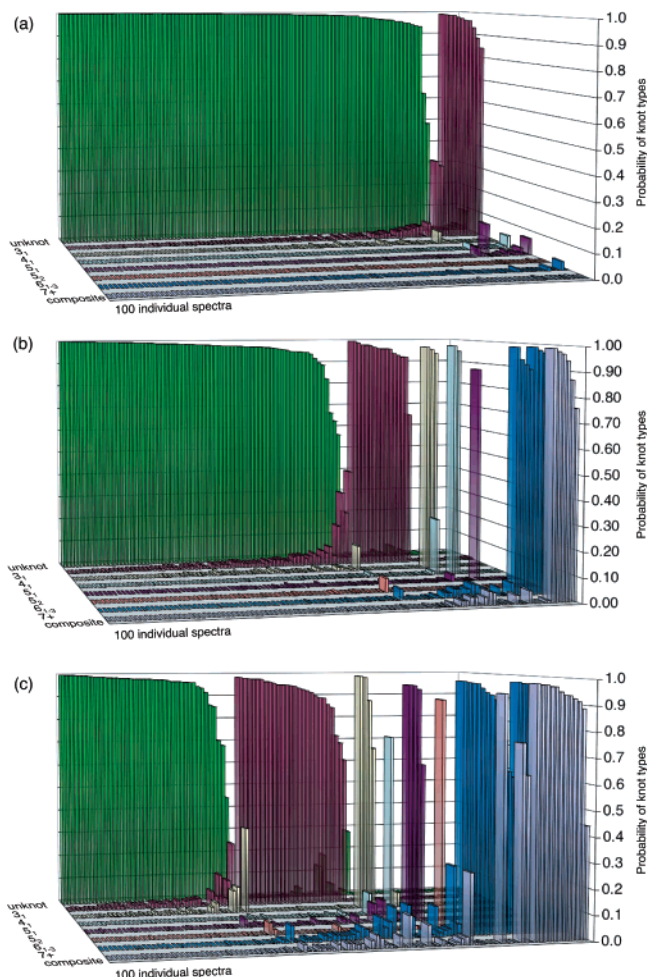 (a)
1.0
0.9
0.8
0.7
0.6
0.5
0.4
0.3
0.2
0.1
0.0
Probability of knot types
unknot
composite
100 individual spectra
(b)
1.00
0.90
0.80
0.70
0.60
0.50
0.40
0.30
0.20
0.10
0.00
Probability of knot types
unknot
composite
100 individual spectra
(c)
1.0
0.9
0.8
0.7
0.6
0.5
0.4
0.3
0.2
0.1
0.0
Probability of knot types
unknot
composite
100 individual spectra